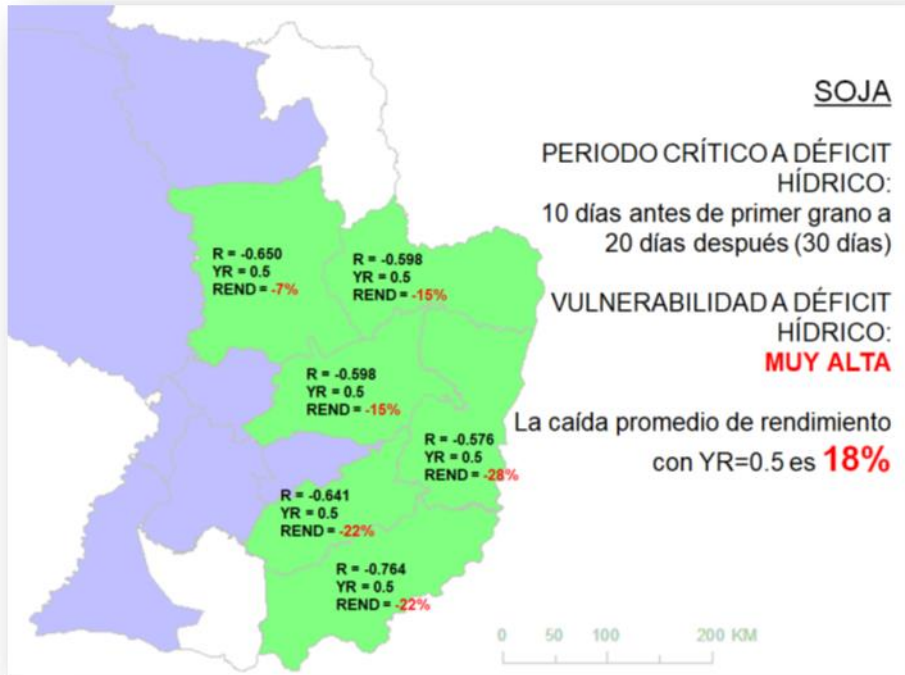 SOJA
PERIODO CRÍTICO A DÉFICIT
HÍDRICO:
10 días antes de primer grano a
20 días después (30 días)
VULNERABILIDAD A DÉFICIT
HÍDRICO:
MUY ALTA
La caída promedio de rendimiento
con YR=0.5 es 18%
R = -0.650
YR = 0.5
REND = -7%
R = -0.598
YR = 0.5
REND = -15%
R = -0.598
YR = 0.5
REND = -15%
R = -0.576
YR = 0.5
REND = -28%
R = -0.641
YR = 0.5
REND = -22%
R = -0.764
YR = 0.5
REND = -22%
0 50 100 200 KM